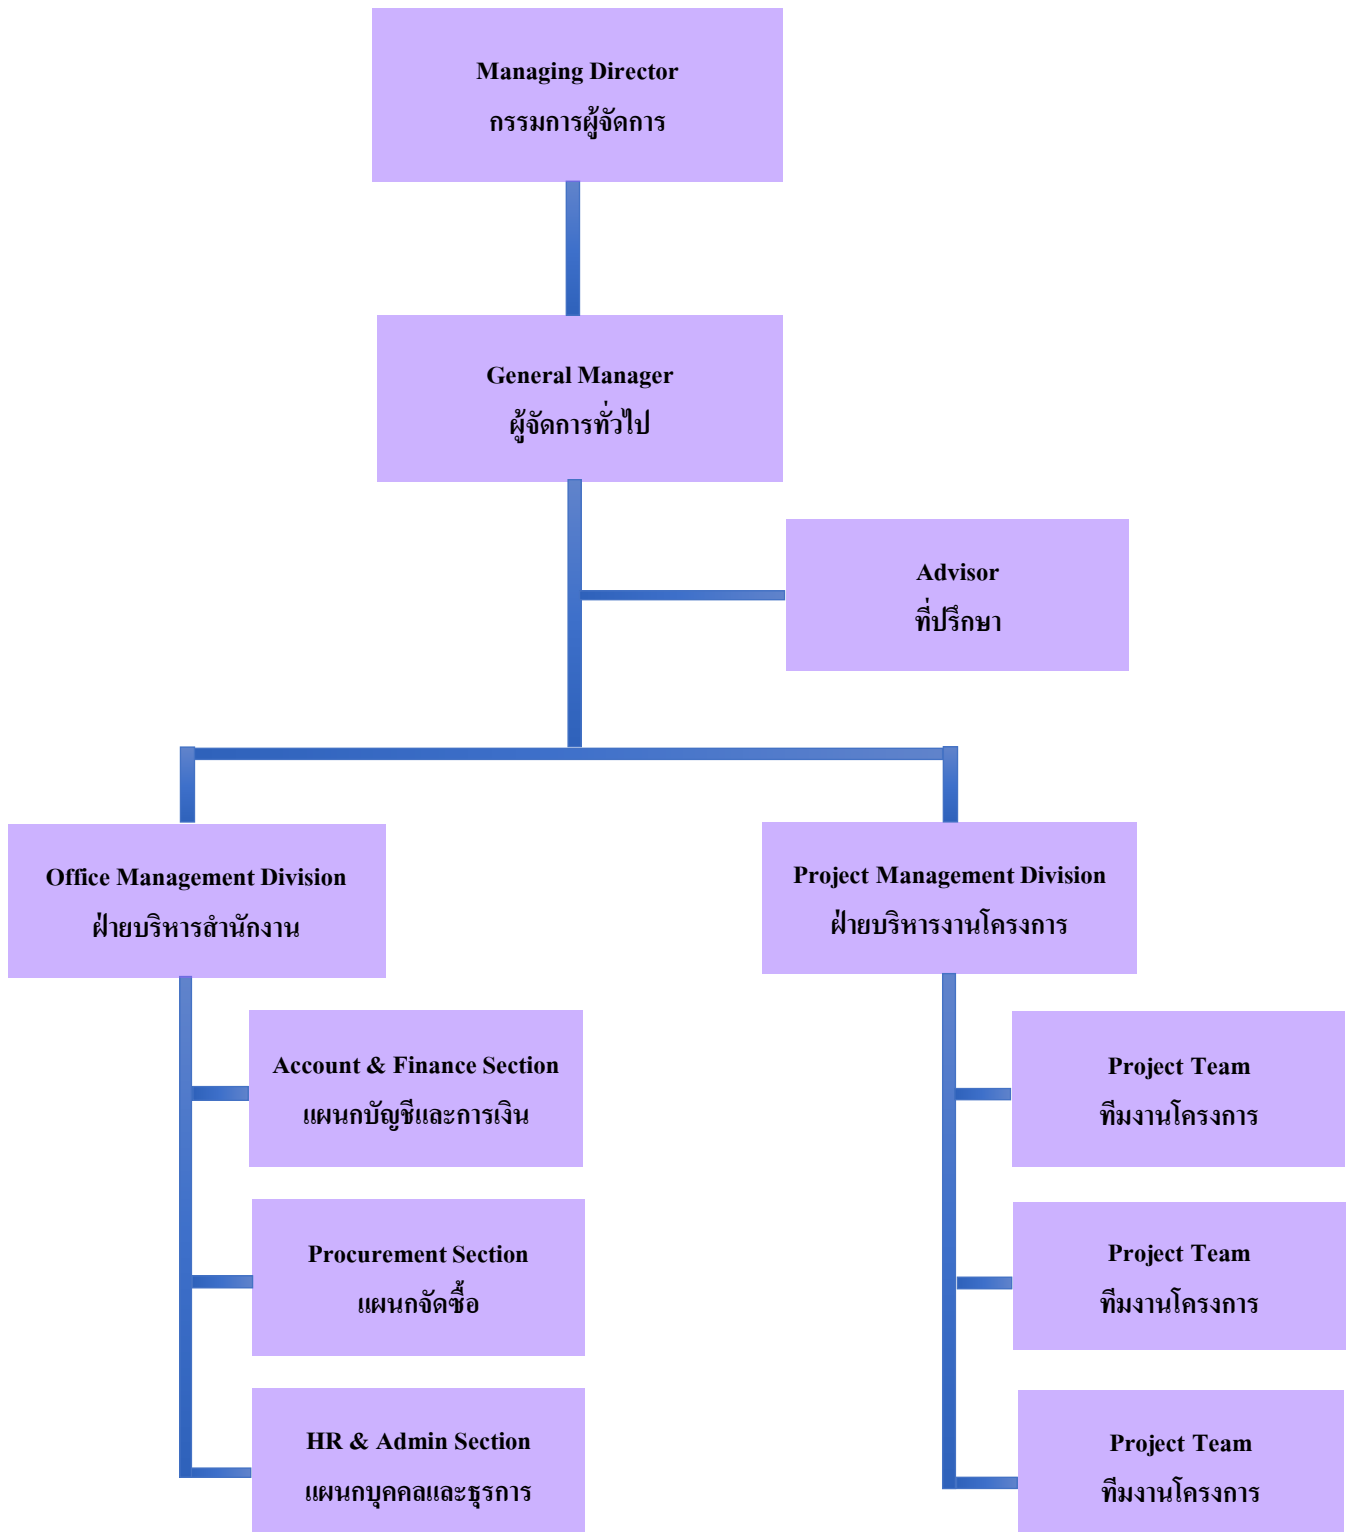 Managing Director
กรรมการผู้จัดการ
General Manager
ผู้จัดการทั่วไป
Advisor
ที่ปรึกษา
Office Management Division
ฝ่ายบริหารสำนักงาน
Project Management Division
ฝ่ายบริหารงานโครงการ
Account & Finance Section
แผนกบัญชีและการเงิน
Procurement Section
แผนกจัดซื้อ
HR & Admin Section
แผนกบุคคลและธุรการ
Project Team
ทีมงานโครงการ
Project Team
ทีมงานโครงการ
Project Team
ทีมงานโครงการ